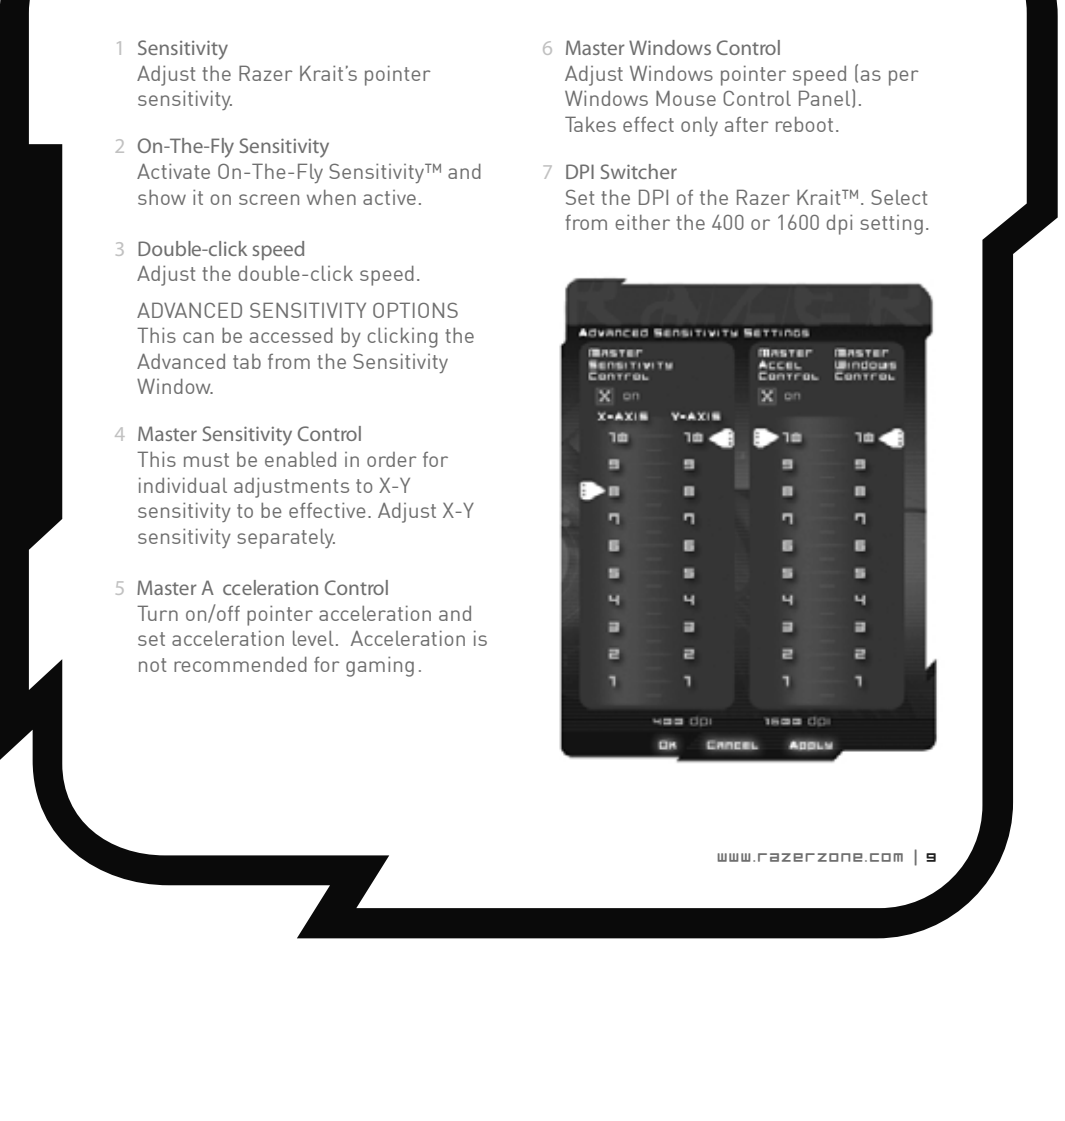 1 Sensitivity
Adjust the Razer Krait's pointer
sensitivity.
2 On-The-Fly Sensitivity
Activate On-The-Fly Sensitivity™ and
show it on screen when active.
3 Double-click speed
Adjust the double-click speed.
ADVANCED SENSITIVITY OPTIONS
This can be accessed by clicking the
Advanced tab from the Sensitivity
Window.
4 Master Sensitivity Control
This must be enabled in order for
individual adjustments to X-Y
sensitivity to be effective. Adjust X-Y
sensitivity separately.
5 Master A cceleration Control
Turn on/off pointer acceleration and
set acceleration level. Acceleration is
not recommended for gaming.
6 Master Windows Control
Adjust Windows pointer speed (as per
Windows Mouse Control Panel).
Takes effect only after reboot.
7 DPI Switcher
Set the DPI of the Razer Krait™. Select
from either the 400 or 1600 dpi setting.
RAZER
Advanced Sensitivity Settings
Master
Sensitivity
Control
X on
X-AXIS Y-AXIS
10 10
9 9
8 8
7 7
6 6
5 5
4 4
3 3
2 2
1 1
Master
Accel
Control
Master
Windows
Control
X on
10 10
9 9
8 8
7 7
6 6
5 5
4 4
3 3
2 2
1 1
400 dpi 1600 dpi
OK Cancel Apply
www.razerzone.com | 9